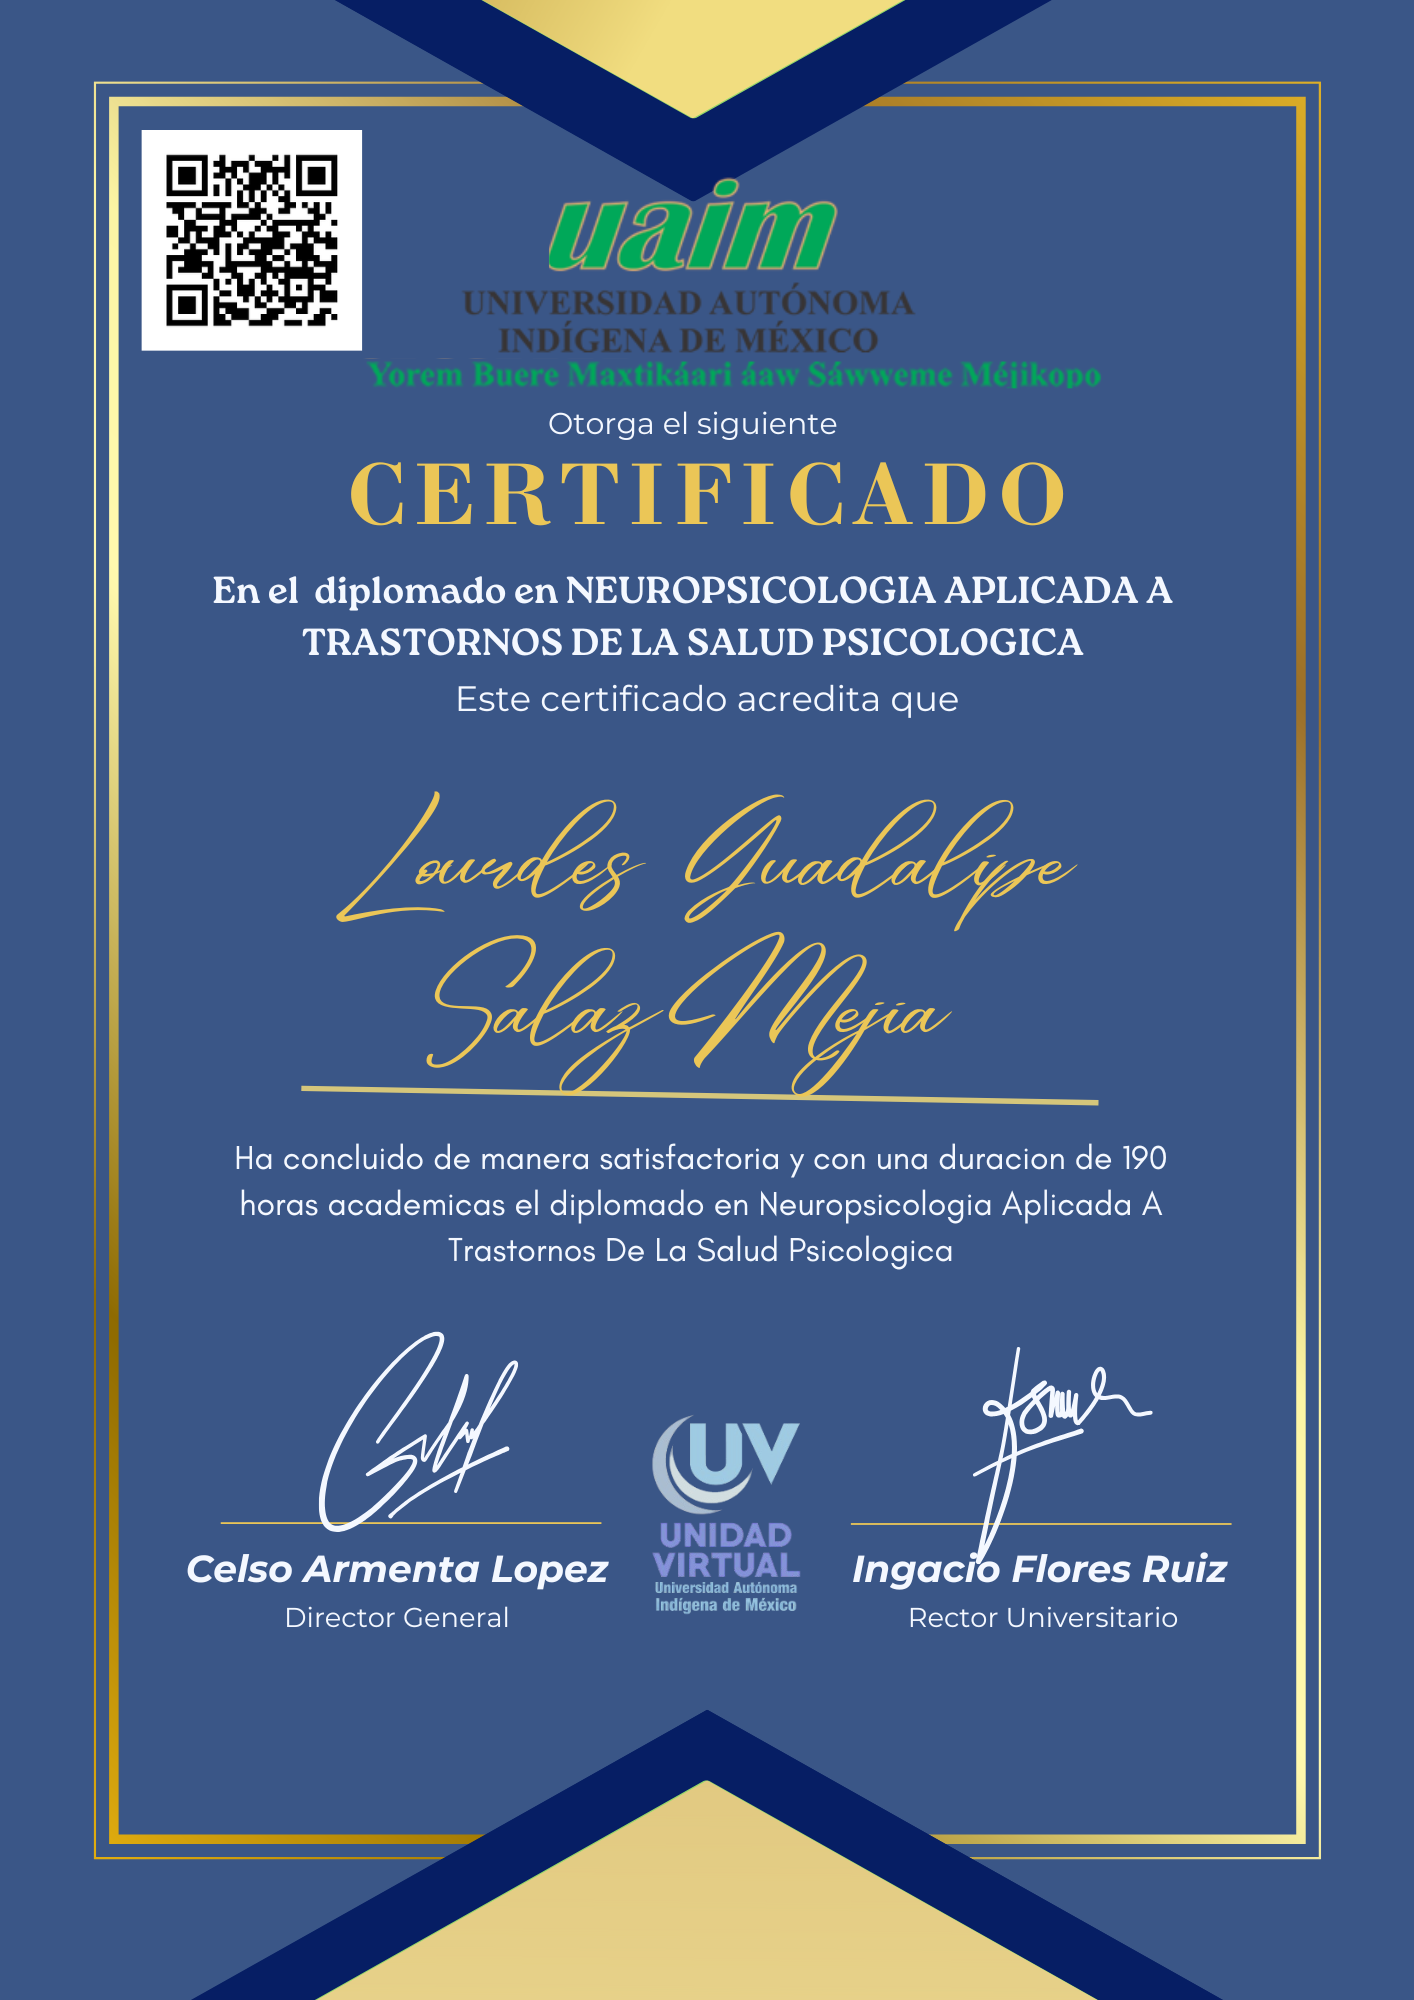 uaim
UNIVERSIDAD AUTÓNOMA
INDÍGENA DE MÉXICO
Yorem Buere Maxtikáari áaw Sáwweme Méjikopo
Otorga el siguiente
CERTIFICADO
En el diplomado en NEUROPSICOLOGIA APLICADA A
TRASTORNOS DE LA SALUD PSICOLOGICA
Este certificado acredita que
Lourdes Guadalipe
Salaz Mejia
Ha concluido de manera satisfactoria y con una duracion de 190
horas academicas el diplomado en Neuropsicologia Aplicada A
Trastornos De La Salud Psicologica
Celso Armenta Lopez
Director General
UV
UNIDAD
VIRTUAL
Universidad Autónoma
Indígena de México
Ingacio Flores Ruiz
Rector Universitario